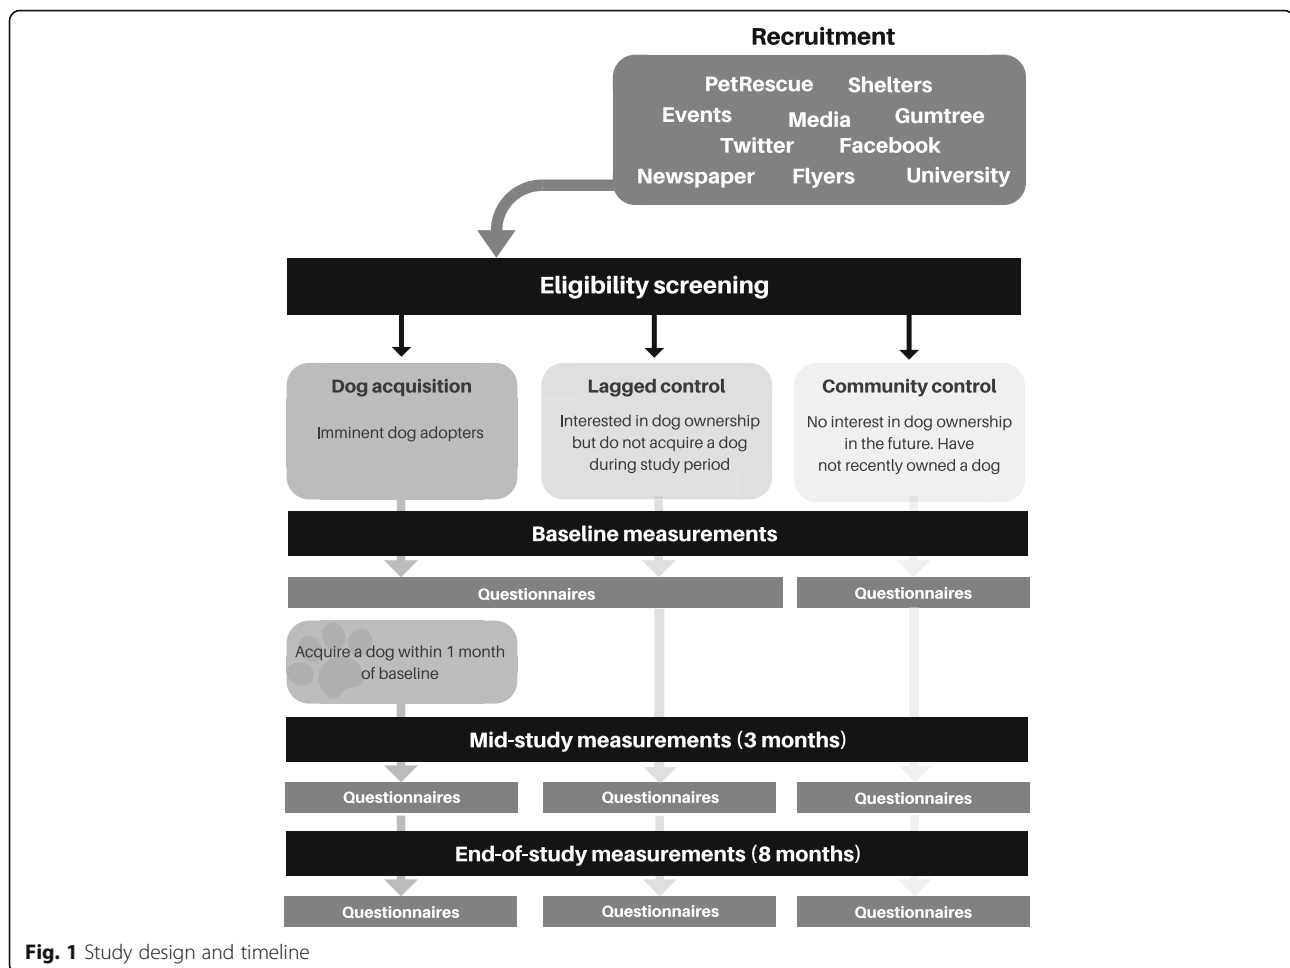 Recruitment
PetRescue Shelters
Events Media Gumtree
Twitter Facebook
Newspaper Flyers University
Eligibility screening
Dog acquisition
Imminent dog adopters
Lagged control
Interested in dog ownership
but do not acquire a dog
during study period
Community control
No interest in dog ownership
in the future. Have
not recently owned a dog
Baseline measurements
Questionnaires
Questionnaires
Acquire a dog within 1 month
of baseline
Mid-study measurements (3 months)
Questionnaires
Questionnaires
Questionnaires
End-of-study measurements (8 months)
Questionnaires
Questionnaires
Questionnaires
Fig. 1 Study design and timeline